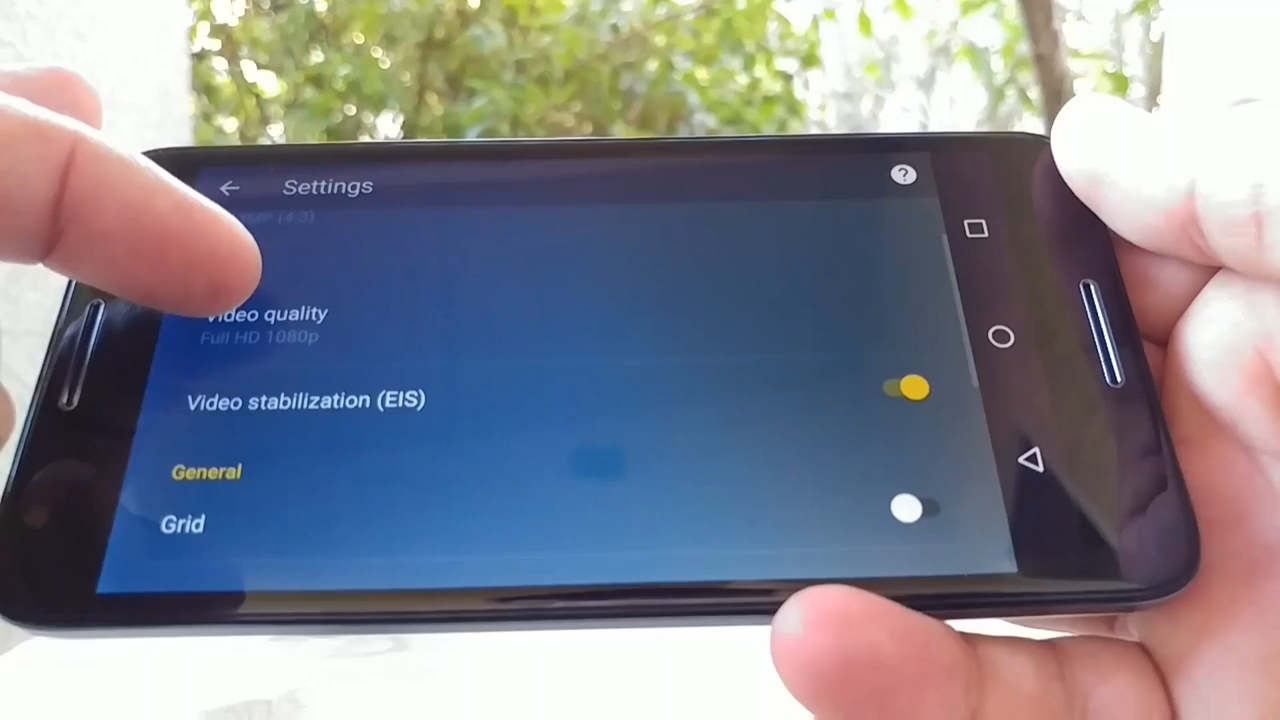 Settings
?
Video quality
Full HD 1080p
Video stabilization (EIS)
General
Grid